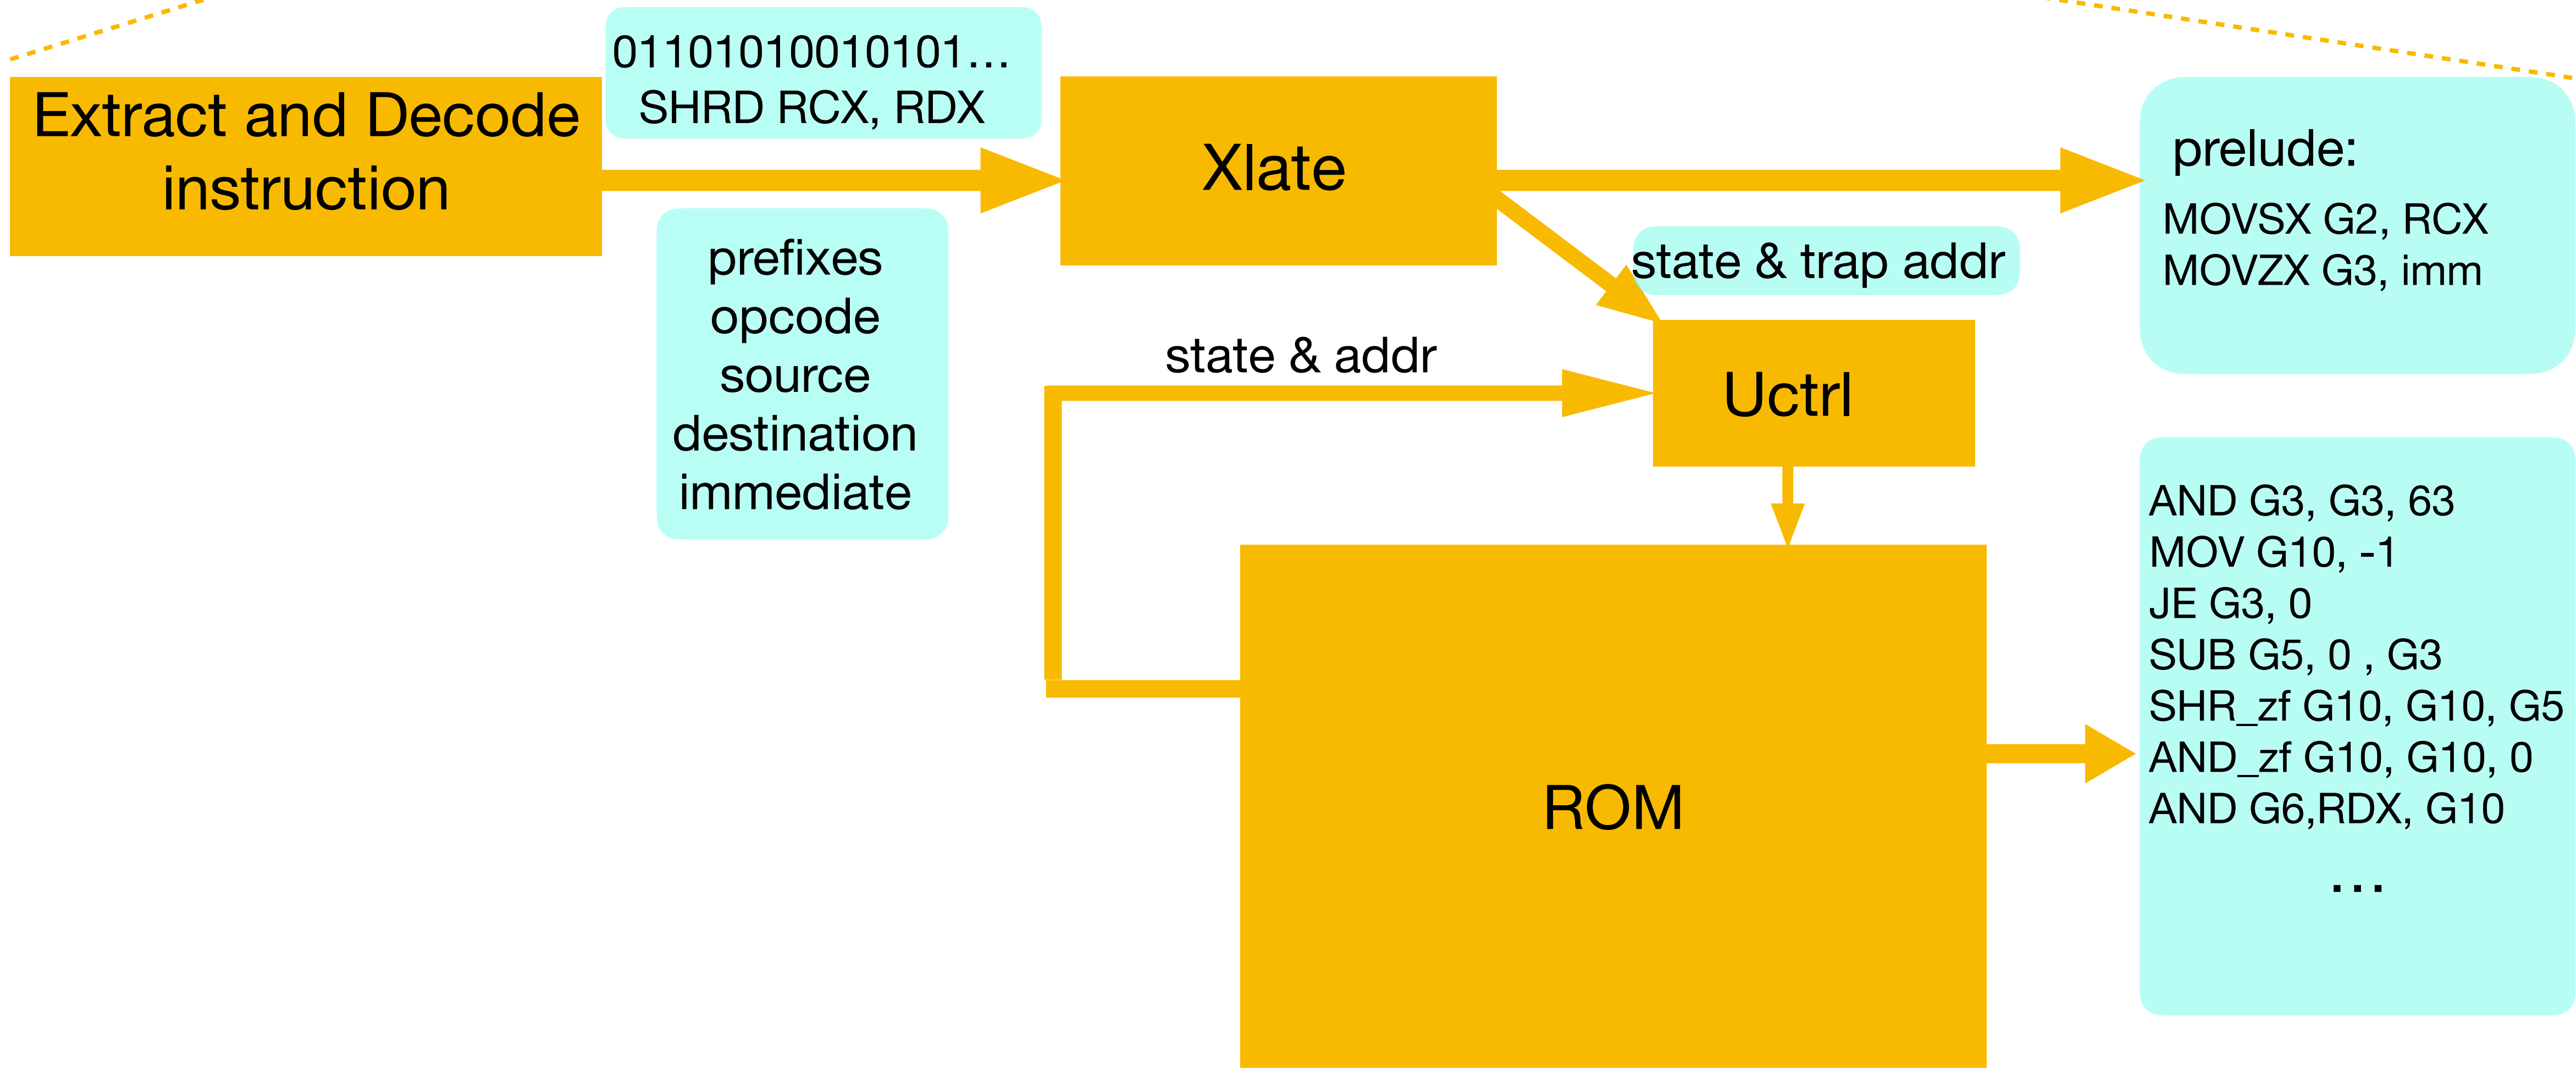 Extract and Decode
instruction
01101010010101...
SHRD RCX, RDX
prefixes
opcode
source
destination
immediate
Xlate
state & trap addr
state & addr
Uctrl
ROM
prelude:
MOVSX G2, RCX
MOVZX G3, imm
AND G3, G3, 63
MOV G10, -1
JE G3, 0
SUB G5, 0 , G3
SHR_zf G10, G10, G5
AND_zf G10, G10, 0
AND G6,RDX, G10
...